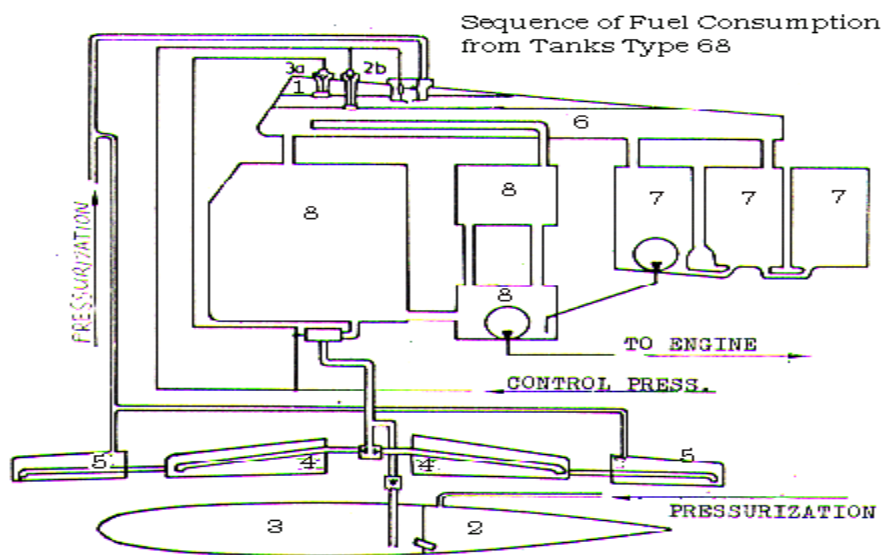 Sequence of Fuel Consumption
from Tanks Type 68
3a
2b
1
6
8
8
7
7
7
8
PRESSURIZATION
TO ENGINE
CONTROL PRESS.
5
4
4
5
3
2
PRESSURIZATION